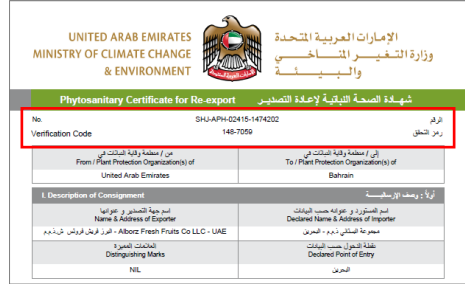 UNITED ARAB EMIRATES
MINISTRY OF CLIMATE CHANGE
& ENVIRONMENT
الإمارات العربية المتحدة
وزارة التغير المناخي
والبيئة
Phytosanitary Certificate for Re-export شهادة الصحة النباتية لإعادة التصدير
No. SHJ-APH-02415-1474202 الرقم
Verification Code 148-7059 رمز التحقق
من / منظمة وقاية النباتات في إلى / منظمة وقاية النباتات في
From / Plant Protection Organization(s) of To / Plant Protection Organization(s) of
United Arab Emirates Bahrain
I. Description of Consignment أولاً : وصف الإرسالية
اسم جهة التصدير و عنوانها اسم المستورد و عنوانه حسب البيانات
Name & Address of Exporter Declared Name & Address of Importer
Alborz Fresh Fruits Co LLC - UAE - البرز فريش فروتس ش.ذ.م.م مجموعة البستاني ذ.م.م - البحرين
العلامات المميزة نقطة الدخول حسب البيانات
Distinguishing Marks Declared Point of Entry
NIL البحرين